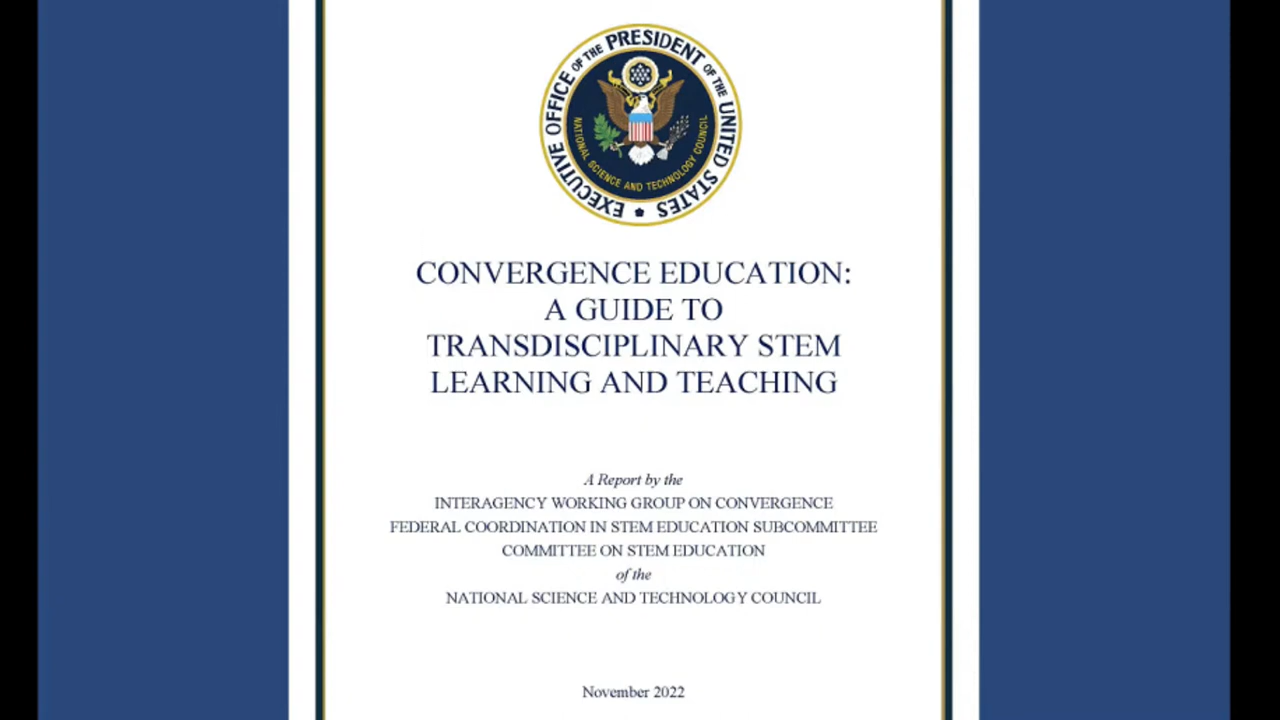 EXECUTIVE OFFICE OF THE PRESIDENT OF THE UNITED STATES
NATIONAL SCIENCE AND TECHNOLOGY COUNCIL
CONVERGENCE EDUCATION:
A GUIDE TO
TRANSDISCIPLINARY STEM
LEARNING AND TEACHING
A Report by the
INTERAGENCY WORKING GROUP ON CONVERGENCE
FEDERAL COORDINATION IN STEM EDUCATION SUBCOMMITTEE
COMMITTEE ON STEM EDUCATION
of the
NATIONAL SCIENCE AND TECHNOLOGY COUNCIL
November 2022